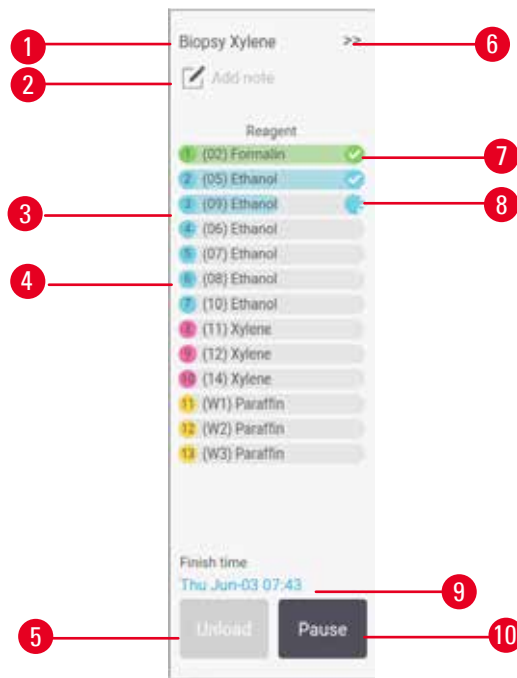 1 Biopsy Xylene >> 6
2 Add note
Reagent
1 (02) Formalin 7
2 (05) Ethanol
3 3 (09) Ethanol 8
4 (06) Ethanol
5 (07) Ethanol
4 6 (08) Ethanol
7 (10) Ethanol
8 (11) Xylene
9 (12) Xylene
10 (14) Xylene
11 (W1) Paraffin
12 (W2) Paraffin
13 (W3) Paraffin
Finish time
Thu Jun-03 07:43 9
5 Unload Pause 10